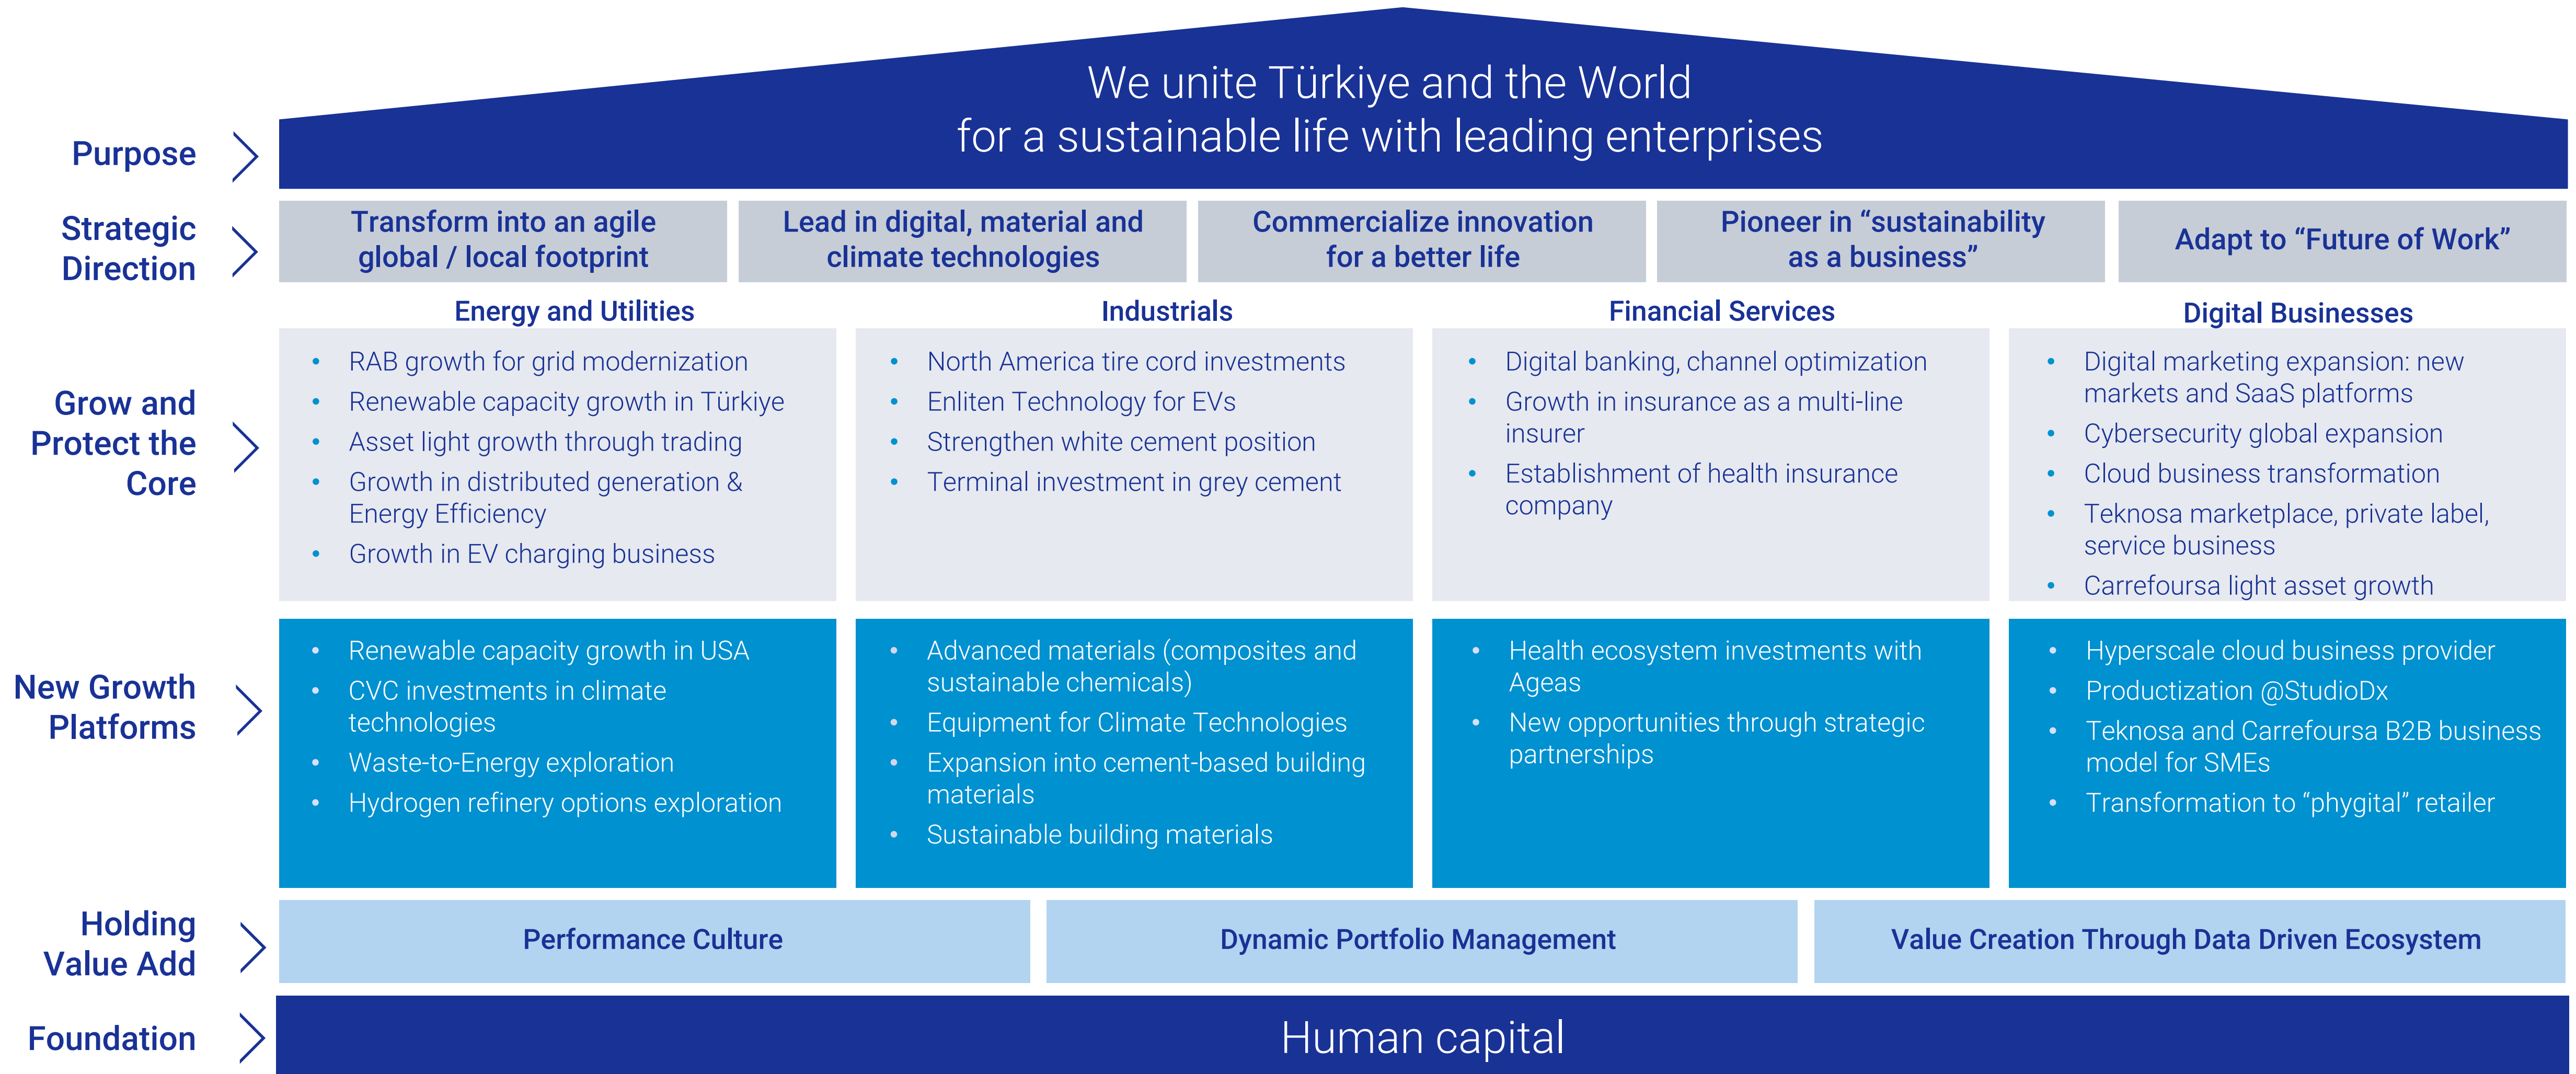 We unite Türkiye and the World
for a sustainable life with leading enterprises
Purpose
Strategic
Direction
Transform into an agile
global / local footprint
Lead in digital, material and
climate technologies
Commercialize innovation
for a better life
Pioneer in “sustainability
as a business”
Adapt to “Future of Work”
Energy and Utilities
Industrials
Financial Services
Digital Businesses
Grow and
Protect the
Core
• RAB growth for grid modernization
• Renewable capacity growth in Türkiye
• Asset light growth through trading
• Growth in distributed generation &
Energy Efficiency
• Growth in EV charging business
• North America tire cord investments
• Enliten Technology for EVs
• Strengthen white cement position
• Terminal investment in grey cement
• Digital banking, channel optimization
• Growth in insurance as a multi-line
insurer
• Establishment of health insurance
company
• Digital marketing expansion: new
markets and SaaS platforms
• Cybersecurity global expansion
• Cloud business transformation
• Teknosa marketplace, private label,
service business
• Carrefoursa light asset growth
New Growth
Platforms
• Renewable capacity growth in USA
• CVC investments in climate
technologies
• Waste-to-Energy exploration
• Hydrogen refinery options exploration
• Advanced materials (composites and
sustainable chemicals)
• Equipment for Climate Technologies
• Expansion into cement-based building
materials
• Sustainable building materials
• Health ecosystem investments with
Ageas
• New opportunities through strategic
partnerships
• Hyperscale cloud business provider
• Productization @StudioDx
• Teknosa and Carrefoursa B2B business
model for SMEs
• Transformation to “phygital” retailer
Holding
Value Add
Performance Culture
Dynamic Portfolio Management
Value Creation Through Data Driven Ecosystem
Foundation
Human capital